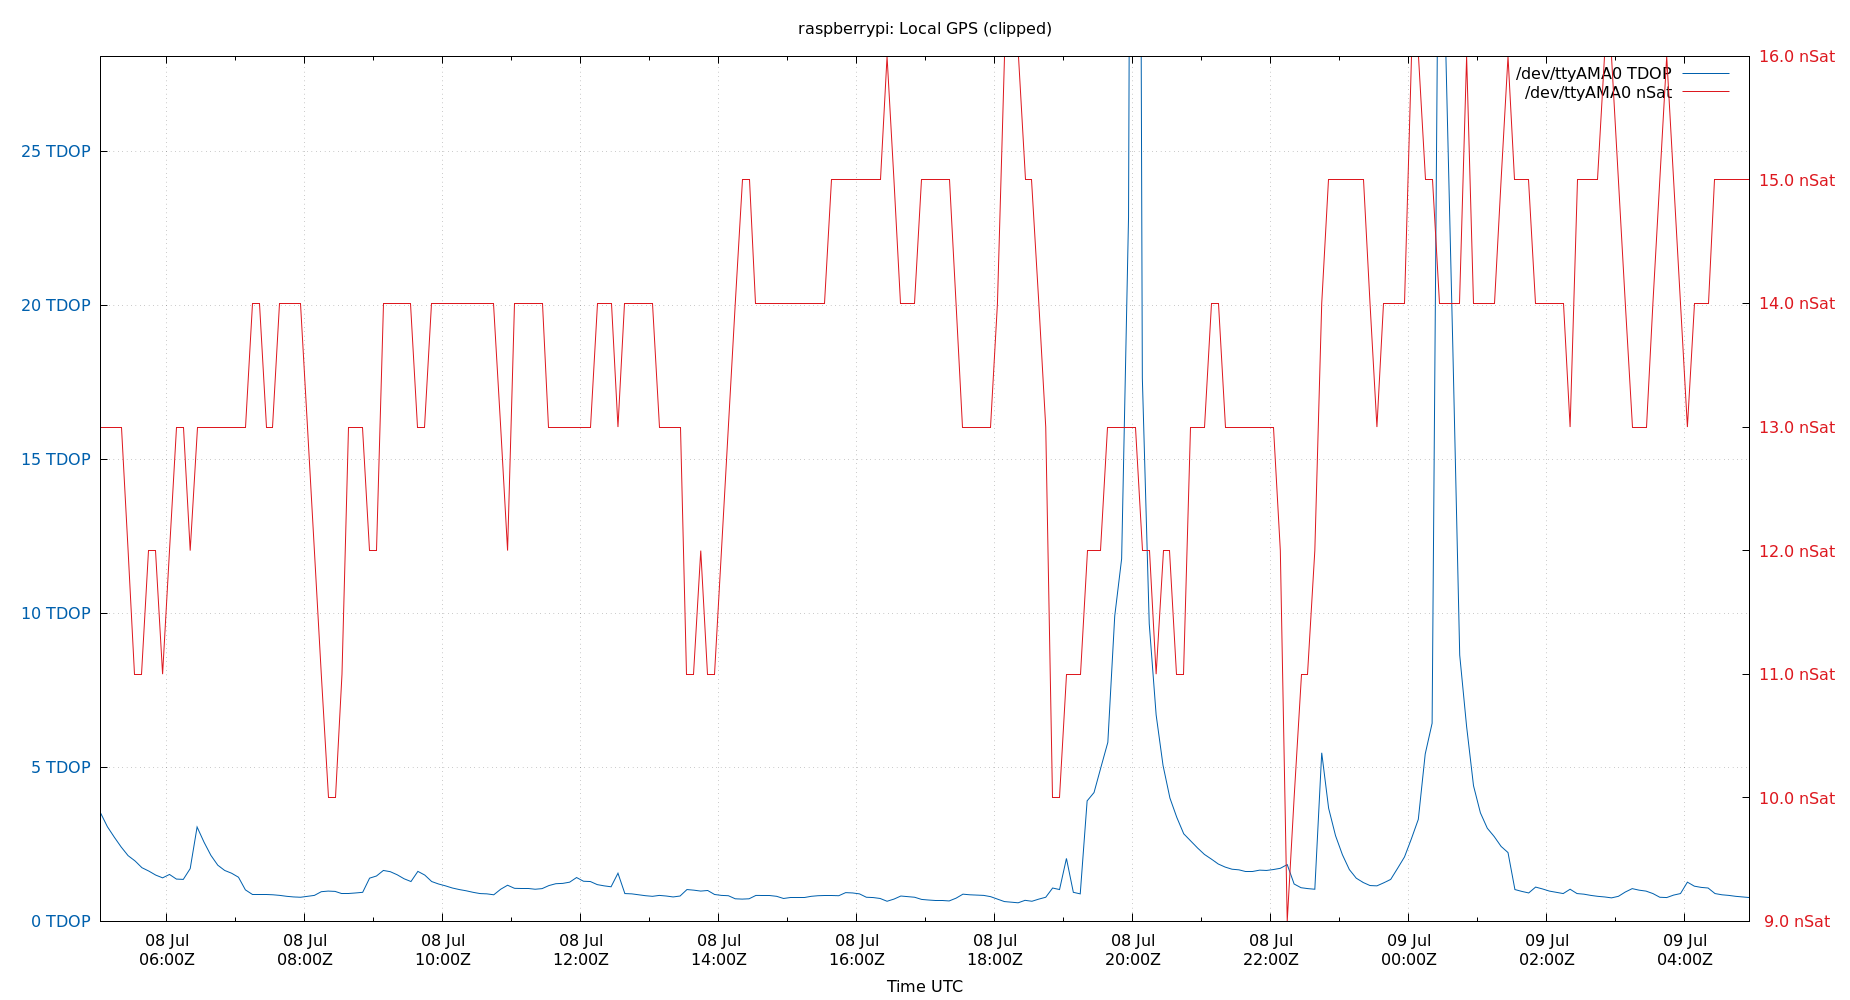 raspberrypi: Local GPS (clipped)
/dev/ttyAMA0 TDOP
/dev/ttyAMA0 nSat
25 TDOP
20 TDOP
15 TDOP
10 TDOP
5 TDOP
0 TDOP
16.0 nSat
15.0 nSat
14.0 nSat
13.0 nSat
12.0 nSat
11.0 nSat
10.0 nSat
9.0 nSat
08 Jul
06:00Z
08 Jul
08:00Z
08 Jul
10:00Z
08 Jul
12:00Z
08 Jul
14:00Z
08 Jul
16:00Z
08 Jul
18:00Z
08 Jul
20:00Z
08 Jul
22:00Z
09 Jul
00:00Z
09 Jul
02:00Z
09 Jul
04:00Z
Time UTC